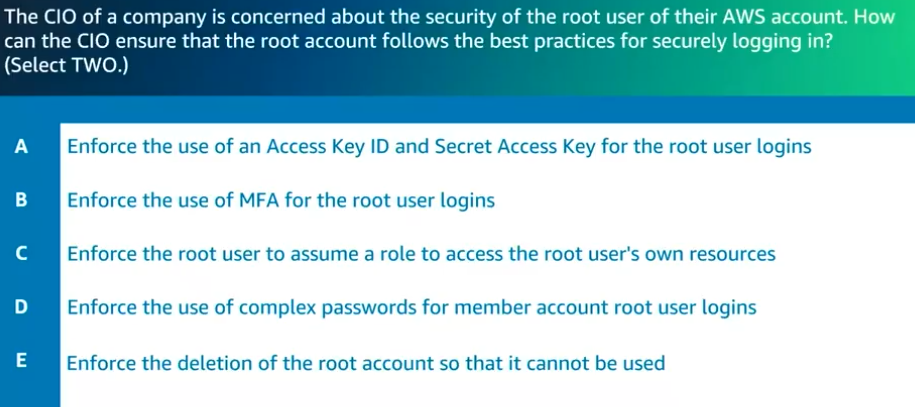 The CIO of a company is concerned about the security of the root user of their AWS account. How
can the CIO ensure that the root account follows the best practices for securely logging in?
(Select TWO.)
A Enforce the use of an Access Key ID and Secret Access Key for the root user logins
B Enforce the use of MFA for the root user logins
C Enforce the root user to assume a role to access the root user's own resources
D Enforce the use of complex passwords for member account root user logins
E Enforce the deletion of the root account so that it cannot be used